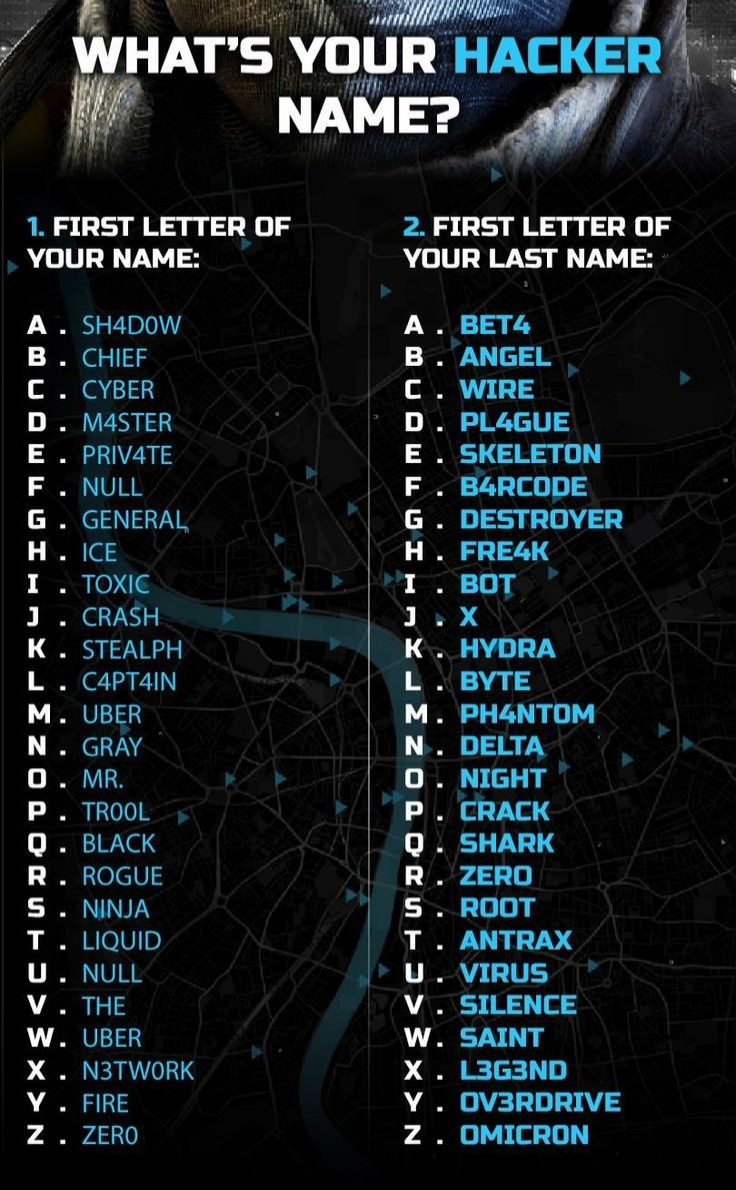 WHAT'S YOUR HACKER
NAME?
1. FIRST LETTER OF
YOUR NAME:
A . SH4D0W
B . CHIEF
C . CYBER
D . M4STER
E . PRIV4TE
F . NULL
G . GENERAL
H . ICE
I . TOXIC
J . CRASH
K . STEALPH
L . C4PT4IN
M . UBER
N . GRAY
O . MR.
P . TR00L
Q . BLACK
R . ROGUE
S . NINJA
T . LIQUID
U . NULL
V . THE
W . UBER
X . N3TW0RK
Y . FIRE
Z . ZER0
2. FIRST LETTER OF
YOUR LAST NAME:
A . BET4
B . ANGEL
C . WIRE
D . PL4GUE
E . SKELETON
F . B4RCODE
G . DESTROYER
H . FRE4K
I . BOT
J . X
K . HYDRA
L . BYTE
M . PH4NTOM
N . DELTA
O . NIGHT
P . CRACK
Q . SHARK
R . ZERO
S . ROOT
T . ANTRAX
U . VIRUS
V . SILENCE
W . SAINT
X . L3G3ND
Y . OV3RDRIVE
Z . OMICRON